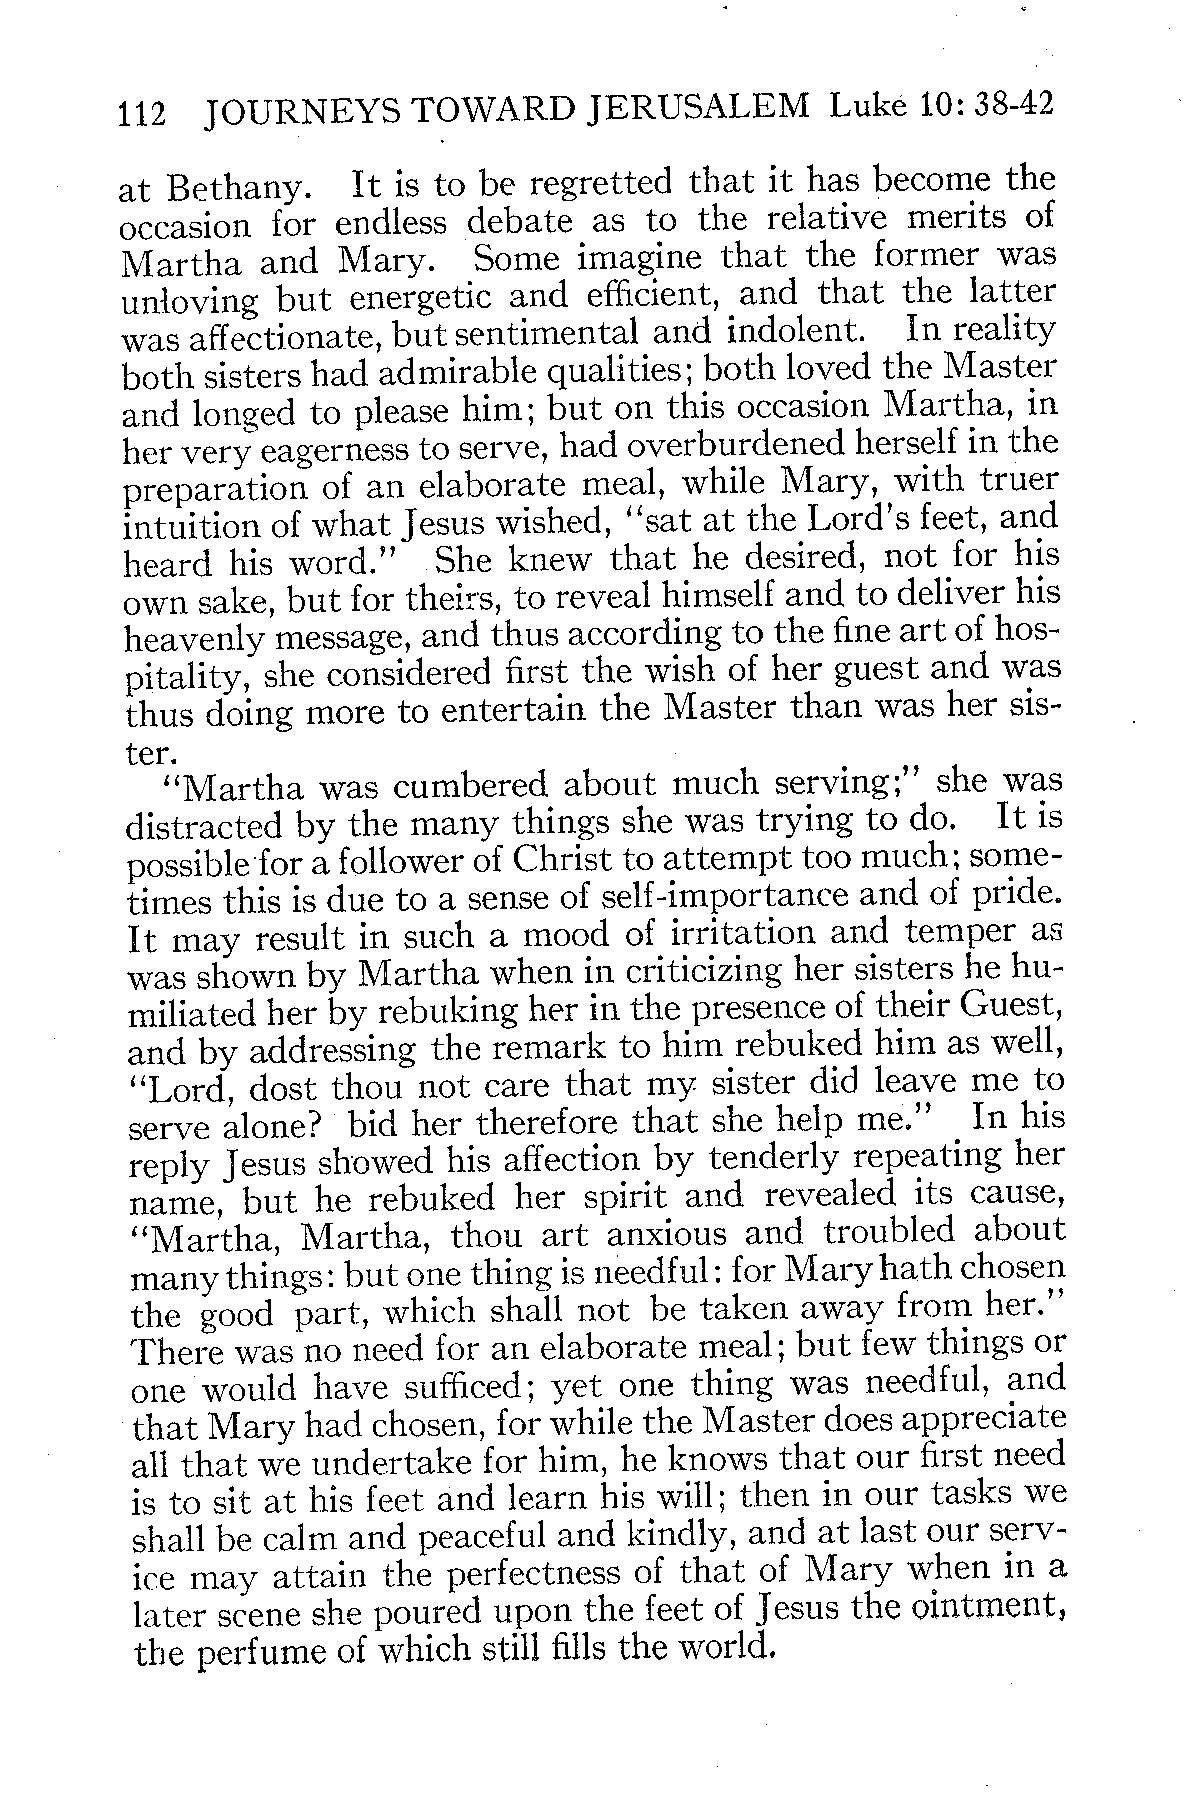 112 JOURNEYS TOWARD JERUSALEM Luke 10: 38-42
at Bethany. It is to be regretted that it has become the
occasion for endless debate as to the relative merits of
Martha and Mary. Some imagine that the former was
unloving but energetic and efficient, and that the latter
was affectionate, but sentimental and indolent. In reality
both sisters had admirable qualities; both loved the Master
and longed to please him; but on this occasion Martha, in
her very eagerness to serve, had overburdened herself in the
preparation of an elaborate meal, while Mary, with truer
intuition of what Jesus wished, "sat at the Lord's feet, and
heard his word." She knew that he desired, not for his
own sake, but for theirs, to reveal himself and to deliver his
heavenly message, and thus according to the fine art of hos-
pitality, she considered first the wish of her guest and was
thus doing more to entertain the Master than was her sis-
ter.
"Martha was cumbered about much serving;" she was
distracted by the many things she was trying to do. It is
possible for a follower of Christ to attempt too much; some-
times this is due to a sense of self-importance and of pride.
It may result in such a mood of irritation and temper as
was shown by Martha when in criticizing her sisters he hu-
miliated her by rebuking her in the presence of their Guest,
and by addressing the remark to him rebuked him as well,
"Lord, dost thou not care that my sister did leave me to
serve alone? bid her therefore that she help me." In his
reply Jesus showed his affection by tenderly repeating her
name, but he rebuked her spirit and revealed its cause,
"Martha, Martha, thou art anxious and troubled about
many things: but one thing is needful: for Mary hath chosen
the good part, which shall not be taken away from her."
There was no need for an elaborate meal; but few things or
one would have sufficed; yet one thing was needful, and
that Mary had chosen, for while the Master does appreciate
all that we undertake for him, he knows that our first need
is to sit at his feet and learn his will; then in our tasks we
shall be calm and peaceful and kindly, and at last our serv-
ice may attain the perfectness of that of Mary when in a
later scene she poured upon the feet of Jesus the ointment,
the perfume of which still fills the world.